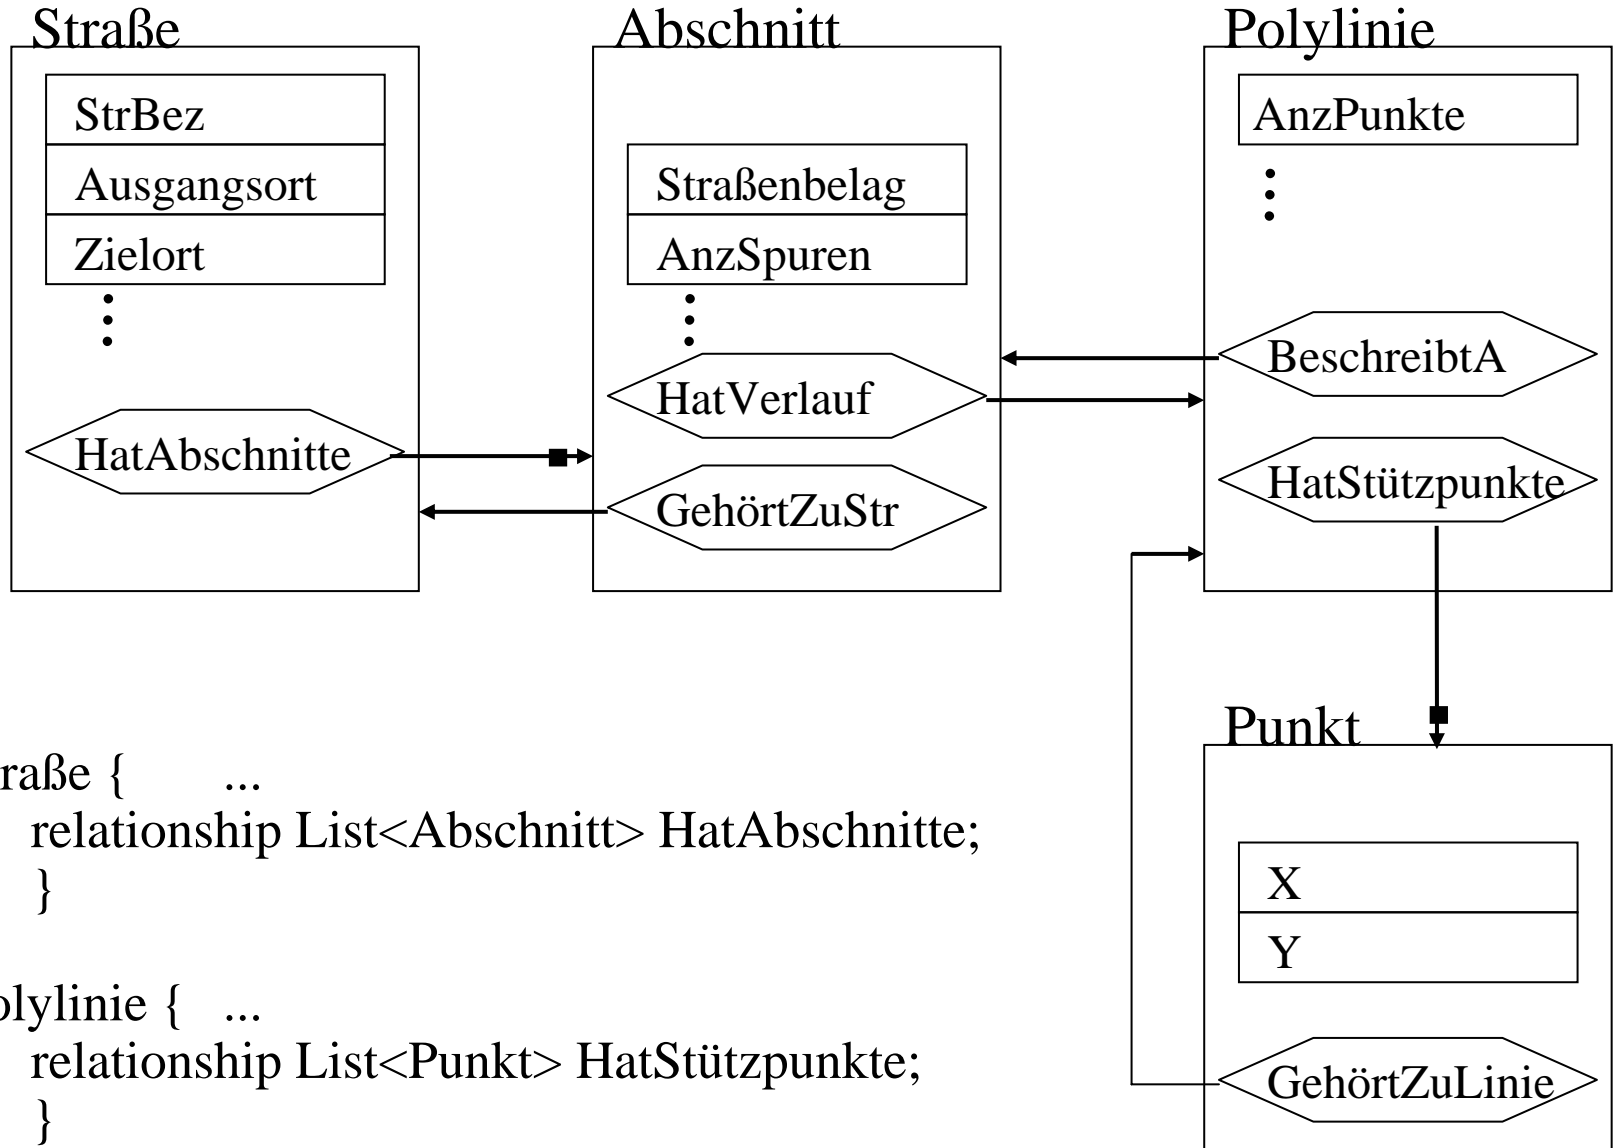 Straße
StrBez
Ausgangsort
Zielort
HatAbschnitte
Abschnitt
Straßenbelag
AnzSpuren
HatVerlauf
GehörtZuStr
Polylinie
AnzPunkte
BeschreibtA
HatStützpunkte
Punkt
X
Y
GehörtZuLinie
raße { ...
relationship List<Abschnitt> HatAbschnitte;
}
olylinie { ...
relationship List<Punkt> HatStützpunkte;
}